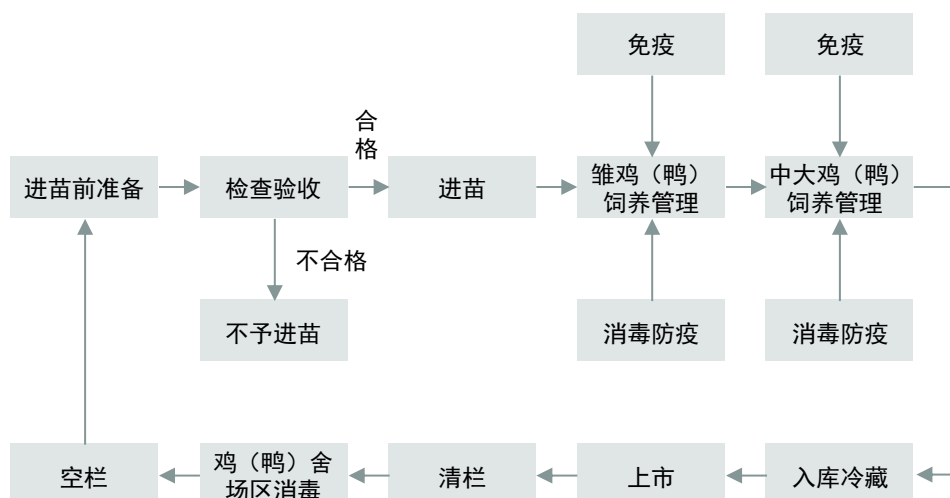 免疫
免疫
合
格
进苗前准备
检查验收
进苗
雏鸡（鸭）
饲养管理
中大鸡（鸭）
饲养管理
不合格
不予进苗
消毒防疫
消毒防疫
空栏
鸡（鸭）舍
场区消毒
清栏
上市
入库冷藏